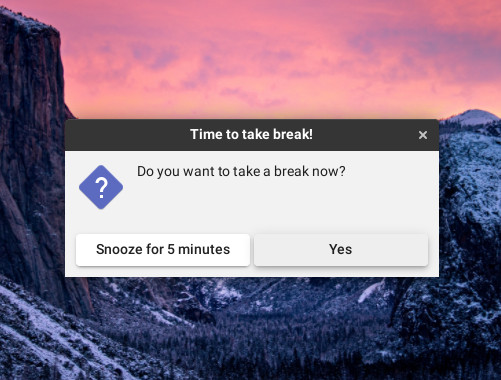 Time to take break!
Do you want to take a break now?
Snooze for 5 minutes
Yes